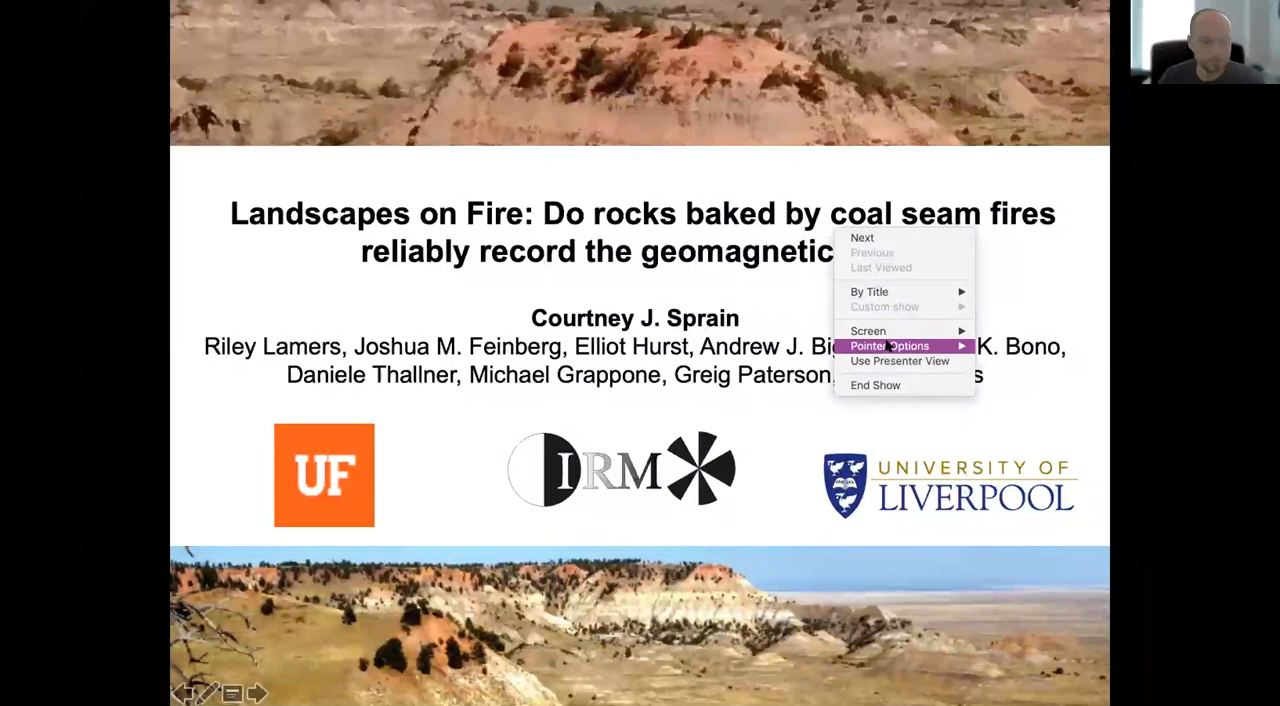 Landscapes on Fire: Do rocks baked by coal seam fires
reliably record the geomagnetic
Courtney J. Sprain
Riley Lamers, Joshua M. Feinberg, Elliot Hurst, Andrew J. K. Bono,
Daniele Thallner, Michael Grappone, Greig Paterson,
Next
Previous
Last Viewed
By Title
Custom show
Screen
Pointer Options
Use Presenter View
End Show
UF
IRM
UNIVERSITY OF
LIVERPOOL